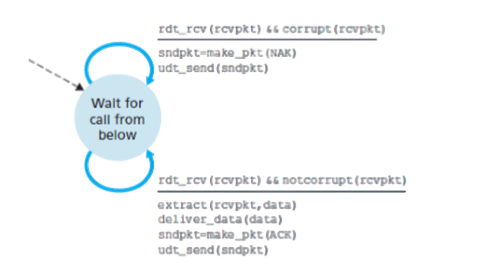 rdt_rcv(rcvpkt) && corrupt(rcvpkt)
sndpkt=make_pkt(NAK)
udt_send(sndpkt)
Wait for
call from
below
rdt_rcv(rcvpkt) && notcorrupt(rcvpkt)
extract(rcvpkt,data)
deliver_data(data)
sndpkt=make_pkt(ACK)
udt_send(sndpkt)